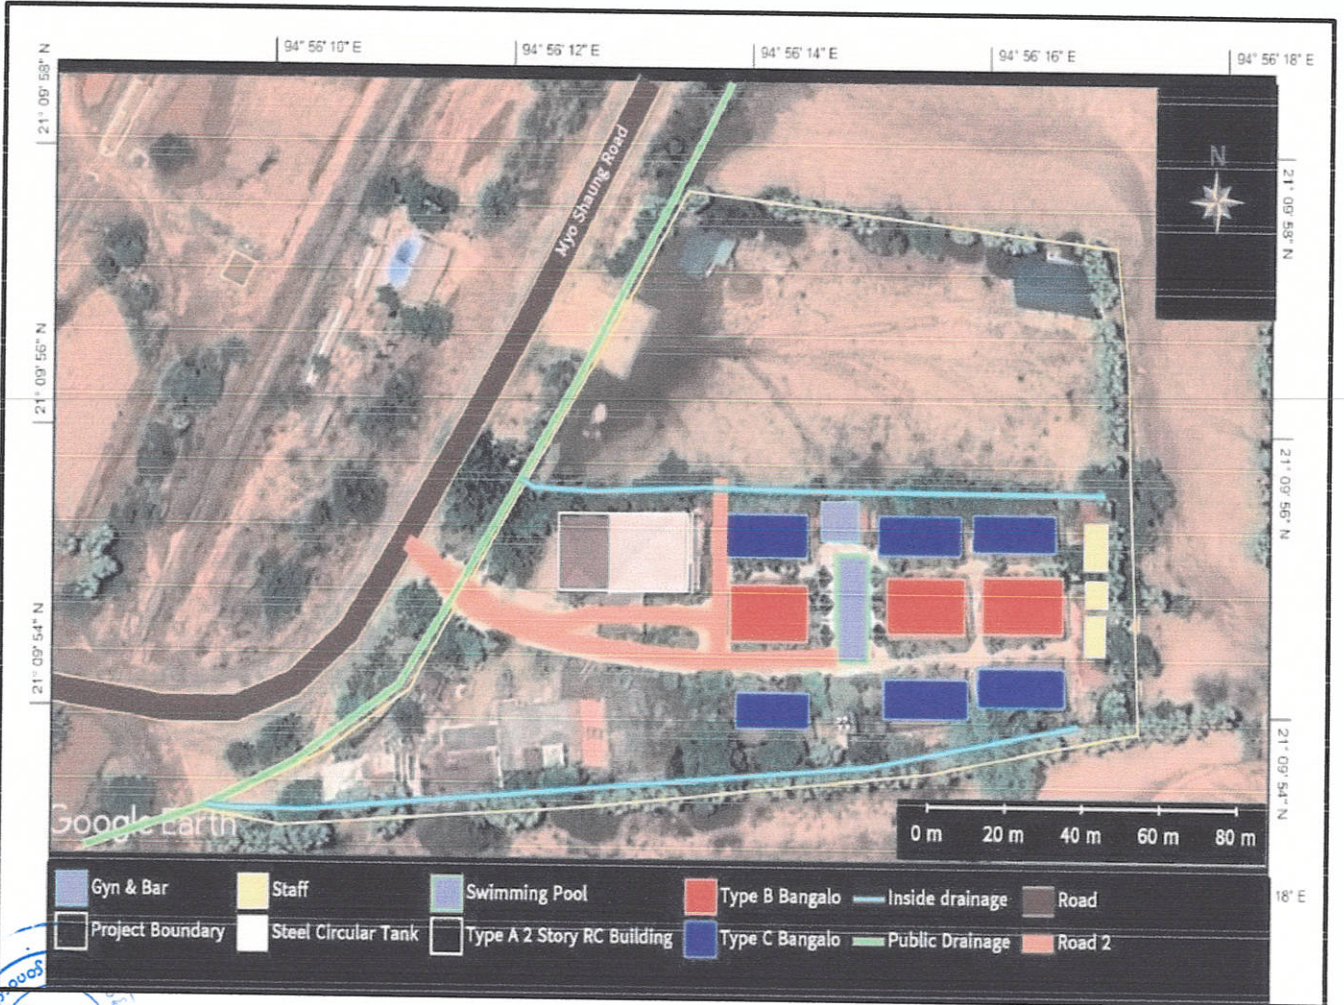 94° 56' 10" E
94° 56' 12" E
94° 56' 14" E
94° 56' 16" E
94° 56' 18" E
21° 09' 58" N
21° 09' 56" N
21° 09' 54" N
Myo Shaung Road
N
21° 09' 58" N
21° 09' 56" N
21° 09' 54" N
Google Earth
0 m 20 m 40 m 60 m 80 m
18" E
Gyn & Bar Staff Swimming Pool Type B Bangalo Inside drainage Road
Project Boundary Steel Circular Tank Type A 2 Story RC Building Type C Bangalo Public Drainage Road 2